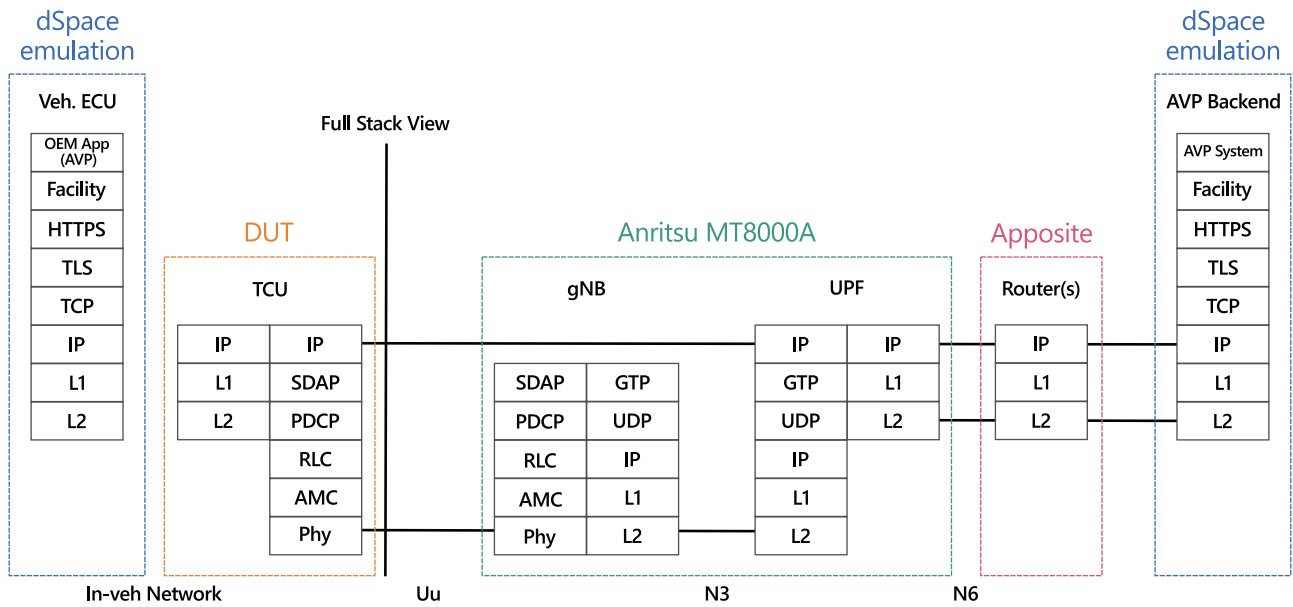 dSpace
emulation
Veh. ECU
OEM App
(AVP)
Facility
HTTPS
TLS
TCP
IP
L1
L2
In-veh Network
DUT
TCU
IP
L1
L2
IP
SDAP
PDCP
RLC
AMC
Phy
Full Stack View
Uu
Anritsu MT8000A
gNB
SDAP
PDCP
RLC
AMC
Phy
GTP
UDP
IP
L1
L2
N3
UPF
IP
GTP
UDP
IP
L1
L2
IP
L1
L2
N6
Apposite
Router(s)
IP
L1
L2
dSpace
emulation
AVP Backend
AVP System
Facility
HTTPS
TLS
TCP
IP
L1
L2